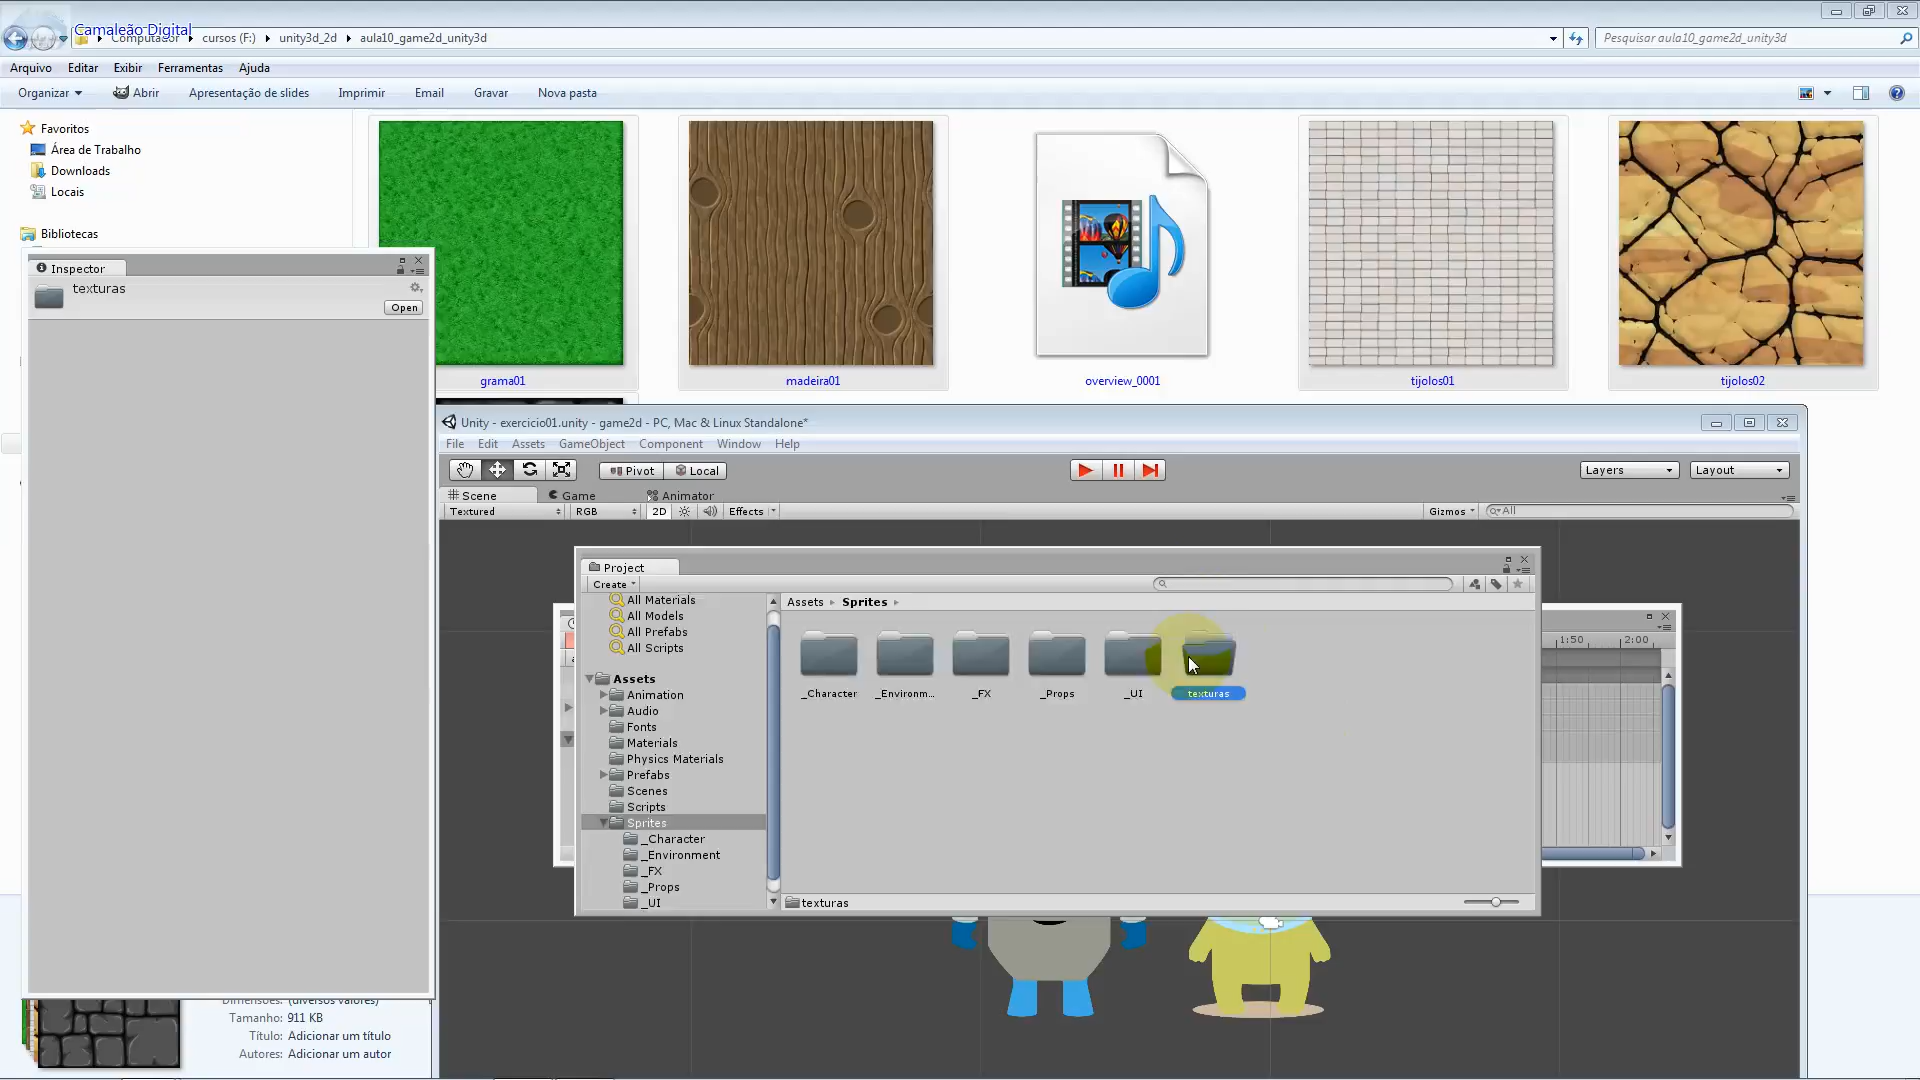 Camaleão Digital
Computador
cursos (F:)
unity3d_2d
aula10_game2d_unity3d
Pesquisar aula10_game2d_unity3d
Arquivo
Editar
Exibir
Ferramentas
Ajuda
Organizar
Abrir
Apresentação de slides
Imprimir
Email
Gravar
Nova pasta
Favoritos
Área de Trabalho
Downloads
Locais
Bibliotecas
grama01
madeira01
overview_0001
tijolos01
tijolos02
Inspector
texturas
Open
Unity - exercicio01.unity - game2d - PC, Mac & Linux Standalone*
File
Edit
Assets
GameObject
Component
Window
Help
Pivot
Local
Layers
Layout
Scene
Game
Animator
Textured
RGB
2D
Effects
Gizmos
All
Project
Create
All Materials
All Models
All Prefabs
All Scripts
Assets
Animation
Audio
Fonts
Materials
Physics Materials
Prefabs
Scenes
Scripts
Sprites
_Character
_Environment
_FX
_Props
_UI
Assets
Sprites
_Character
_Environm...
_FX
_Props
_UI
texturas
texturas
1:50
2:00
Dimensões: (diversos valores)
Tamanho: 911 KB
Título: Adicionar um título
Autores: Adicionar um autor